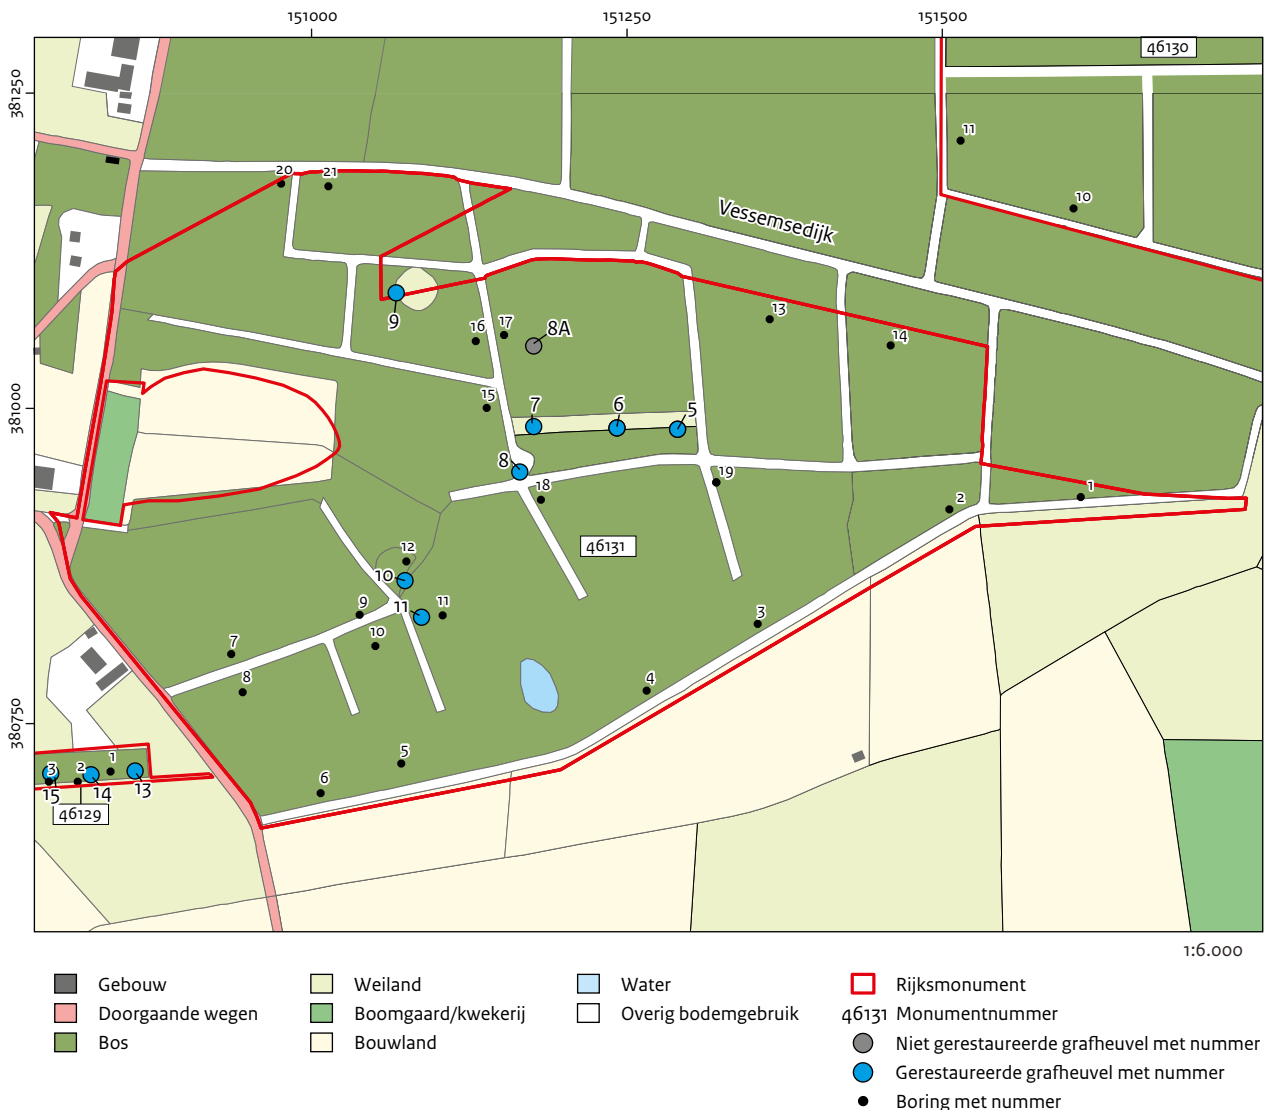 151000 151250 151500
381250
381000
380750
46130
11
10
20 21
Vessemsedijk
9
16 17 8A
13
14
15
7 6 5
8
18
19
2 1
46131
12
10
9 11 11
10
7
8
3
4
5
6
3 2 1
15 14 13
46129
1:6.000
Gebouw
Doorgaande wegen
Bos
Weiland
Boomgaard/kwekerij
Bouwland
Water
Overig bodemgebruik
Rijksmonument
46131 Monumentnummer
Niet gerestaureerde grafheuvel met nummer
Gerestaureerde grafheuvel met nummer
Boring met nummer